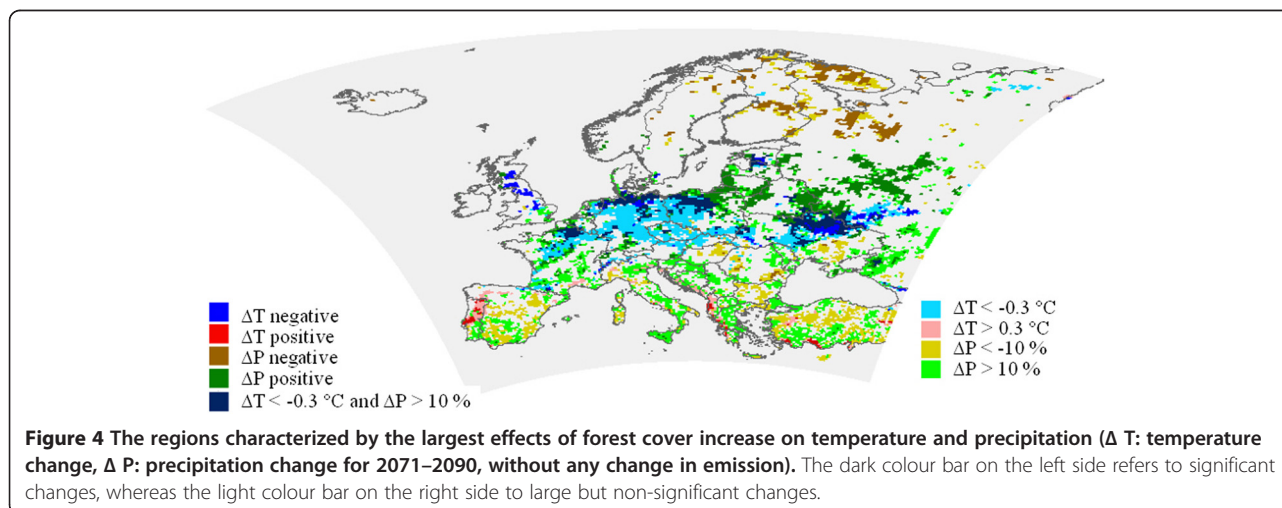 ΔT negative
ΔT positive
ΔP negative
ΔP positive
ΔT < -0.3 °C and ΔP > 10 %
ΔT < -0.3 °C
ΔT > 0.3 °C
ΔP < -10 %
ΔP > 10 %
Figure 4 The regions characterized by the largest effects of forest cover increase on temperature and precipitation (Δ T: temperature
change, Δ P: precipitation change for 2071–2090, without any change in emission). The dark colour bar on the left side refers to significant
changes, whereas the light colour bar on the right side to large but non-significant changes.